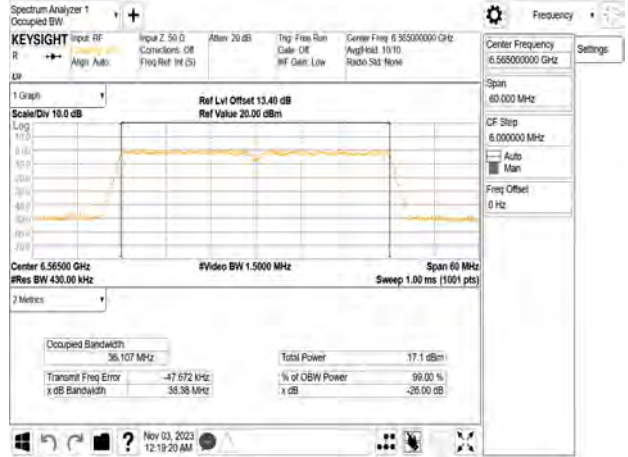 Spectrum Analyzer 1
Occupied BW
Frequency
KEYSIGHT
R
Input: RF
Align: Auto
Input Z: 50 Ω
Corrections: Off
Freq Ref: Int (S)
Atten: 20 dB
Trig: Free Run
Gate: Off
#IF Gain: Low
Center Freq: 6.565000000 GHz
Avg|Hold: 10/10
Radio Std: None
Center Frequency
6.565000000 GHz
Settings
Span
60.000 MHz
CF Step
6.000000 MHz
Auto
Man
Freq Offset
0 Hz
1 Graph
Scale/Div 10.0 dB
Ref Lvl Offset 13.40 dB
Ref Value 20.00 dBm
Log
Center 6.56500 GHz
#Res BW 430.00 kHz
#Video BW 1.5000 MHz
Span 60 MHz
Sweep 1.00 ms (1001 pts)
2 Metrics
Occupied Bandwidth
36.107 MHz
Total Power 17.1 dBm
Transmit Freq Error -47.672 kHz
% of OBW Power 99.00 %
x dB Bandwidth 38.38 MHz
x dB -26.00 dB
Nov 03, 2023
12:19:20 AM